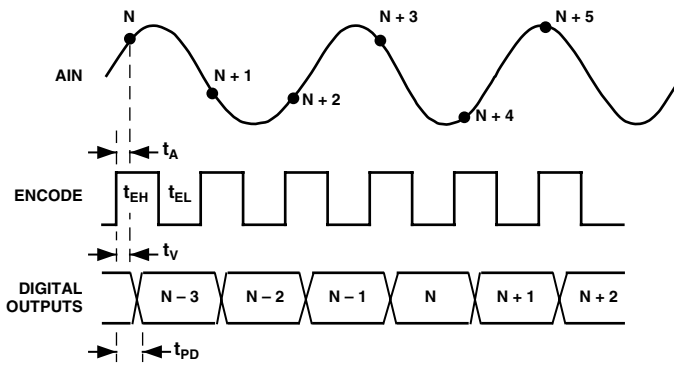 N
N + 3
N + 5
AIN
N + 1
N + 2
N + 4
tA
ENCODE
tEH
tEL
tV
DIGITAL
OUTPUTS
N – 3
N – 2
N – 1
N
N + 1
N + 2
tPD